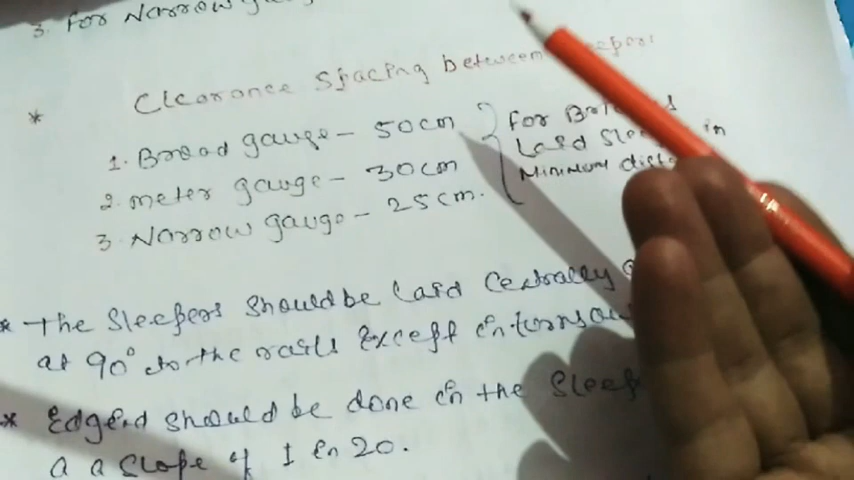 3. For Narrow
* Clearance Spacing between
1. Broad gauge - 50cm
2. meter gauge - 30cm
3. Narrow gauge - 25cm.
For
Laid
Minimum in
* The sleepers should be laid centrally
at 90° to the rails except in
* should be done in the
a a slope of 1 in 20.